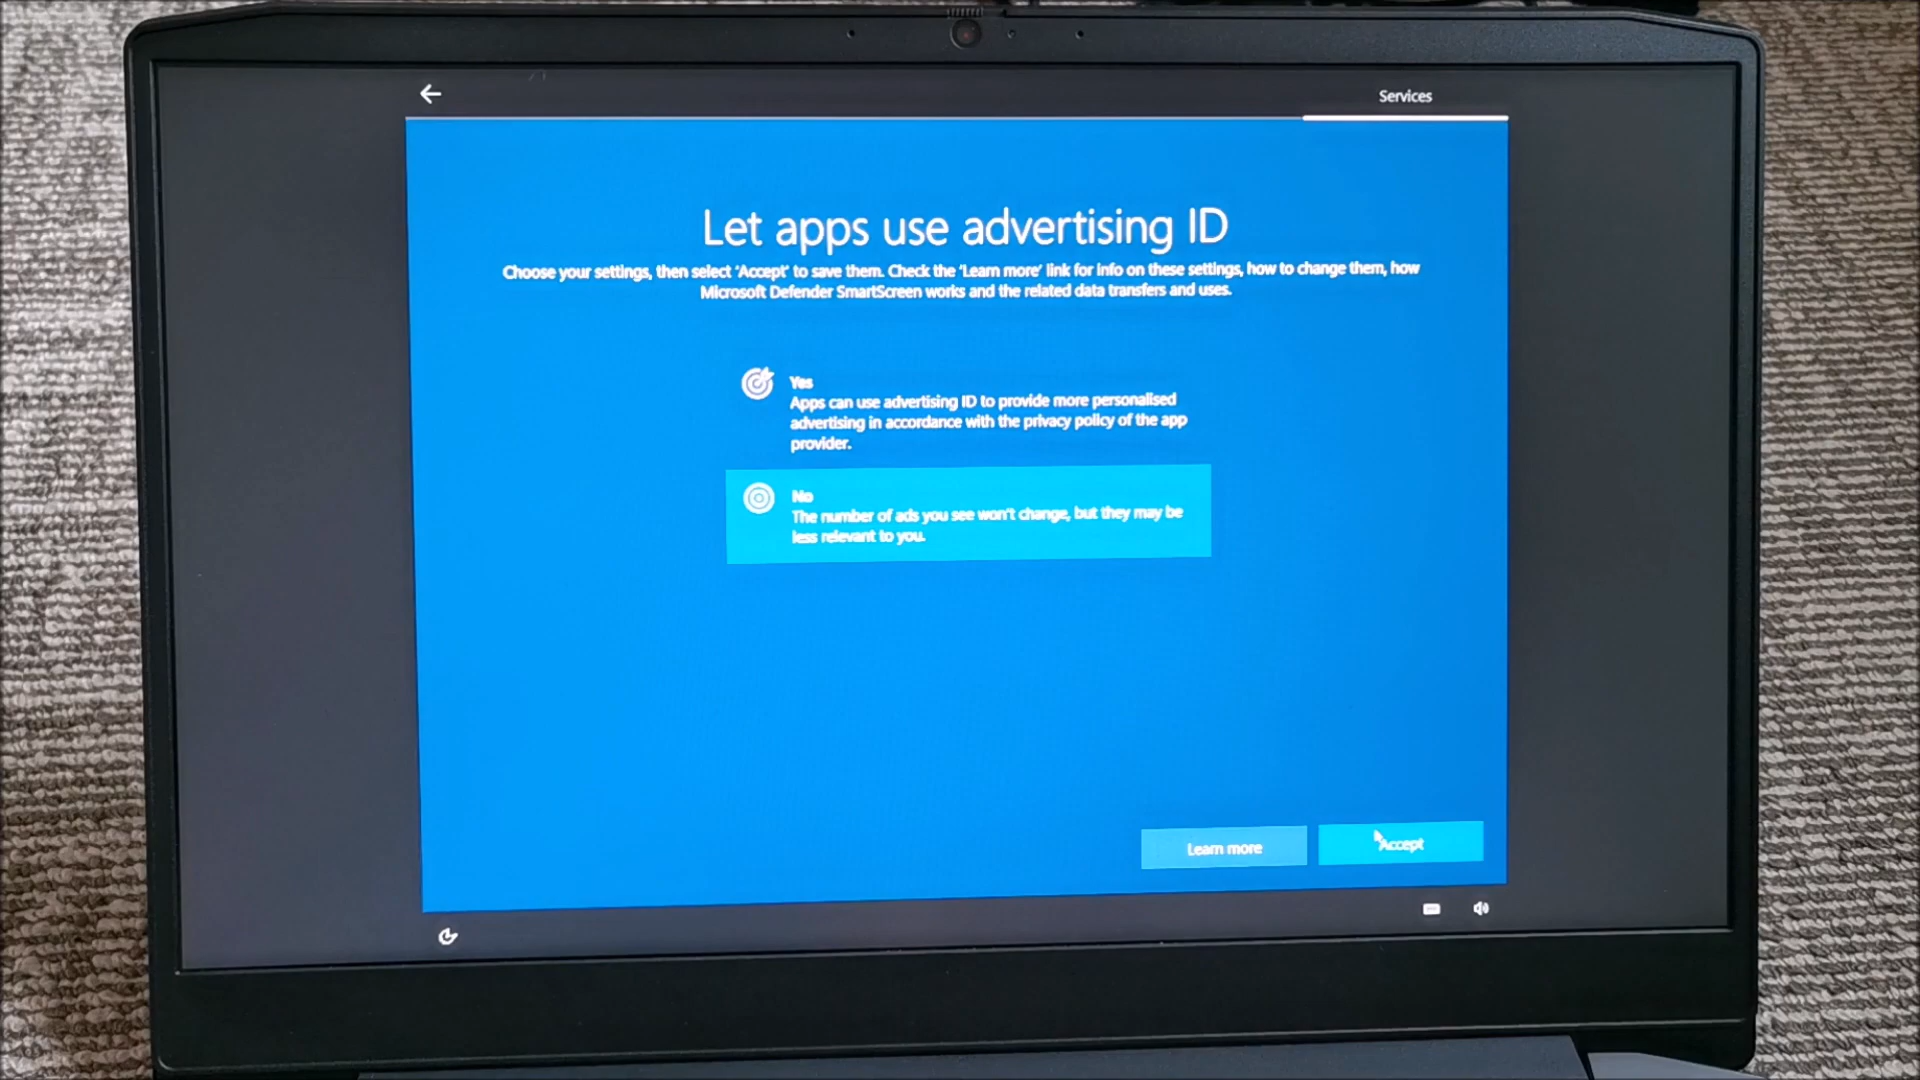 Services
Let apps use advertising ID
Choose your settings, then select 'Accept' to save them. Check the 'Learn more' link for info on these settings, how to change them, how
Microsoft Defender SmartScreen works and the related data transfers and uses.
Yes
Apps can use advertising ID to provide more personalised
advertising in accordance with the privacy policy of the app
provider.
No
The number of ads you see won't change, but they may be
less relevant to you.
Learn more
Accept